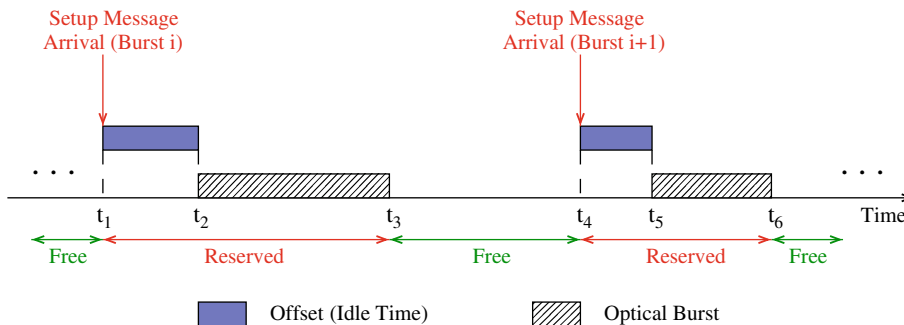 Setup Message
Arrival (Burst i)
Setup Message
Arrival (Burst i+1)
. . .
. . .
t1 t2 t3 t4 t5 t6 Time
Free Reserved Free Reserved Free
Offset (Idle Time) Optical Burst